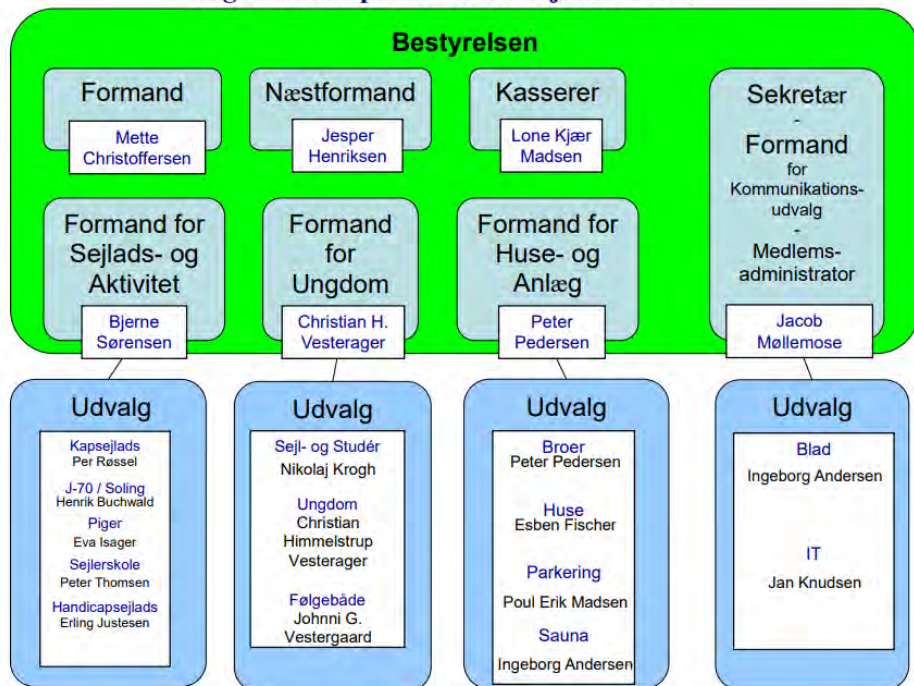 Bestyrelsen
Formand
Mette
Christoffersen
Næstformand
Jesper
Henriksen
Kasserer
Lone Kjær
Madsen
Sekretær
-
Formand
for
Kommunikations-
udvalg
-
Medlems-
administrator
Jacob
Møllemose
Formand for
Sejlads- og
Aktivitet
Bjerne
Sørensen
Formand
for
Ungdom
Christian H.
Vesterager
Formand for
Huse- og
Anlæg
Peter
Pedersen
Udvalg
Kapsejlads
Per Røssel
J-70 / Soling
Henrik Buchwald
Piger
Eva Isager
Sejlerskole
Peter Thomsen
Handicapsejlads
Erling Justesen
Udvalg
Sejl- og Studér
Nikolaj Krogh
Ungdom
Christian
Himmelstrup
Vesterager
Følgebåde
Johnni G.
Vestergaard
Udvalg
Broer
Peter Pedersen
Huse
Esben Fischer
Parkering
Poul Erik Madsen
Sauna
Ingeborg Andersen
Udvalg
Blad
Ingeborg Andersen
IT
Jan Knudsen